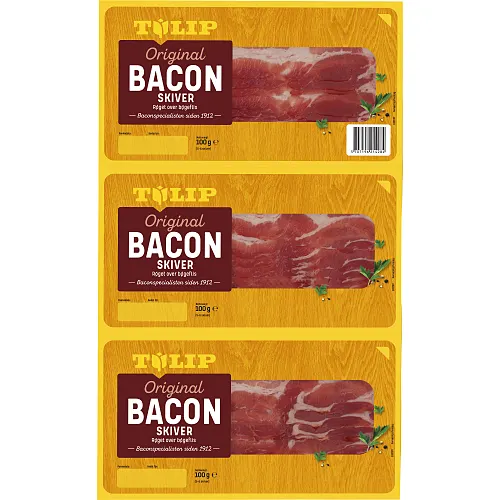 TULIP
Original
BACON
SKIVER
Røget over bøgeflis
Baconspecialisten siden 1912
100 g ℮
TULIP
Original
BACON
SKIVER
Røget over bøgeflis
Baconspecialisten siden 1912
100 g ℮
TULIP
Original
BACON
SKIVER
Røget over bøgeflis
Baconspecialisten siden 1912
100 g ℮